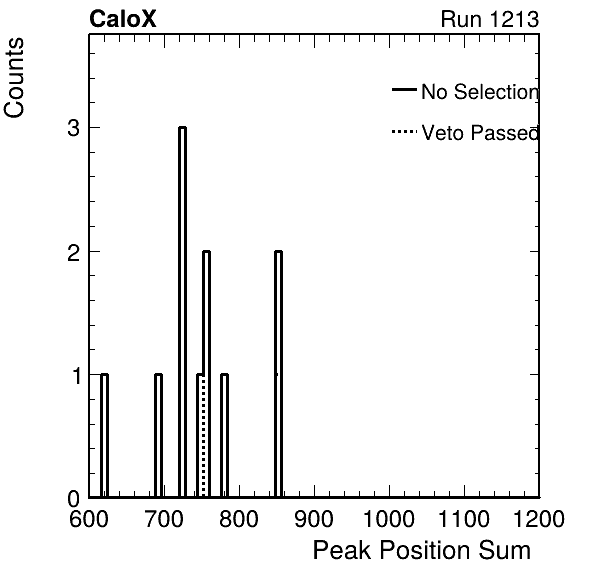 CaloX Run 1213
Counts
No Selection
Veto Passed
3
2
1
0
600 700 800 900 1000 1100 1200
Peak Position Sum